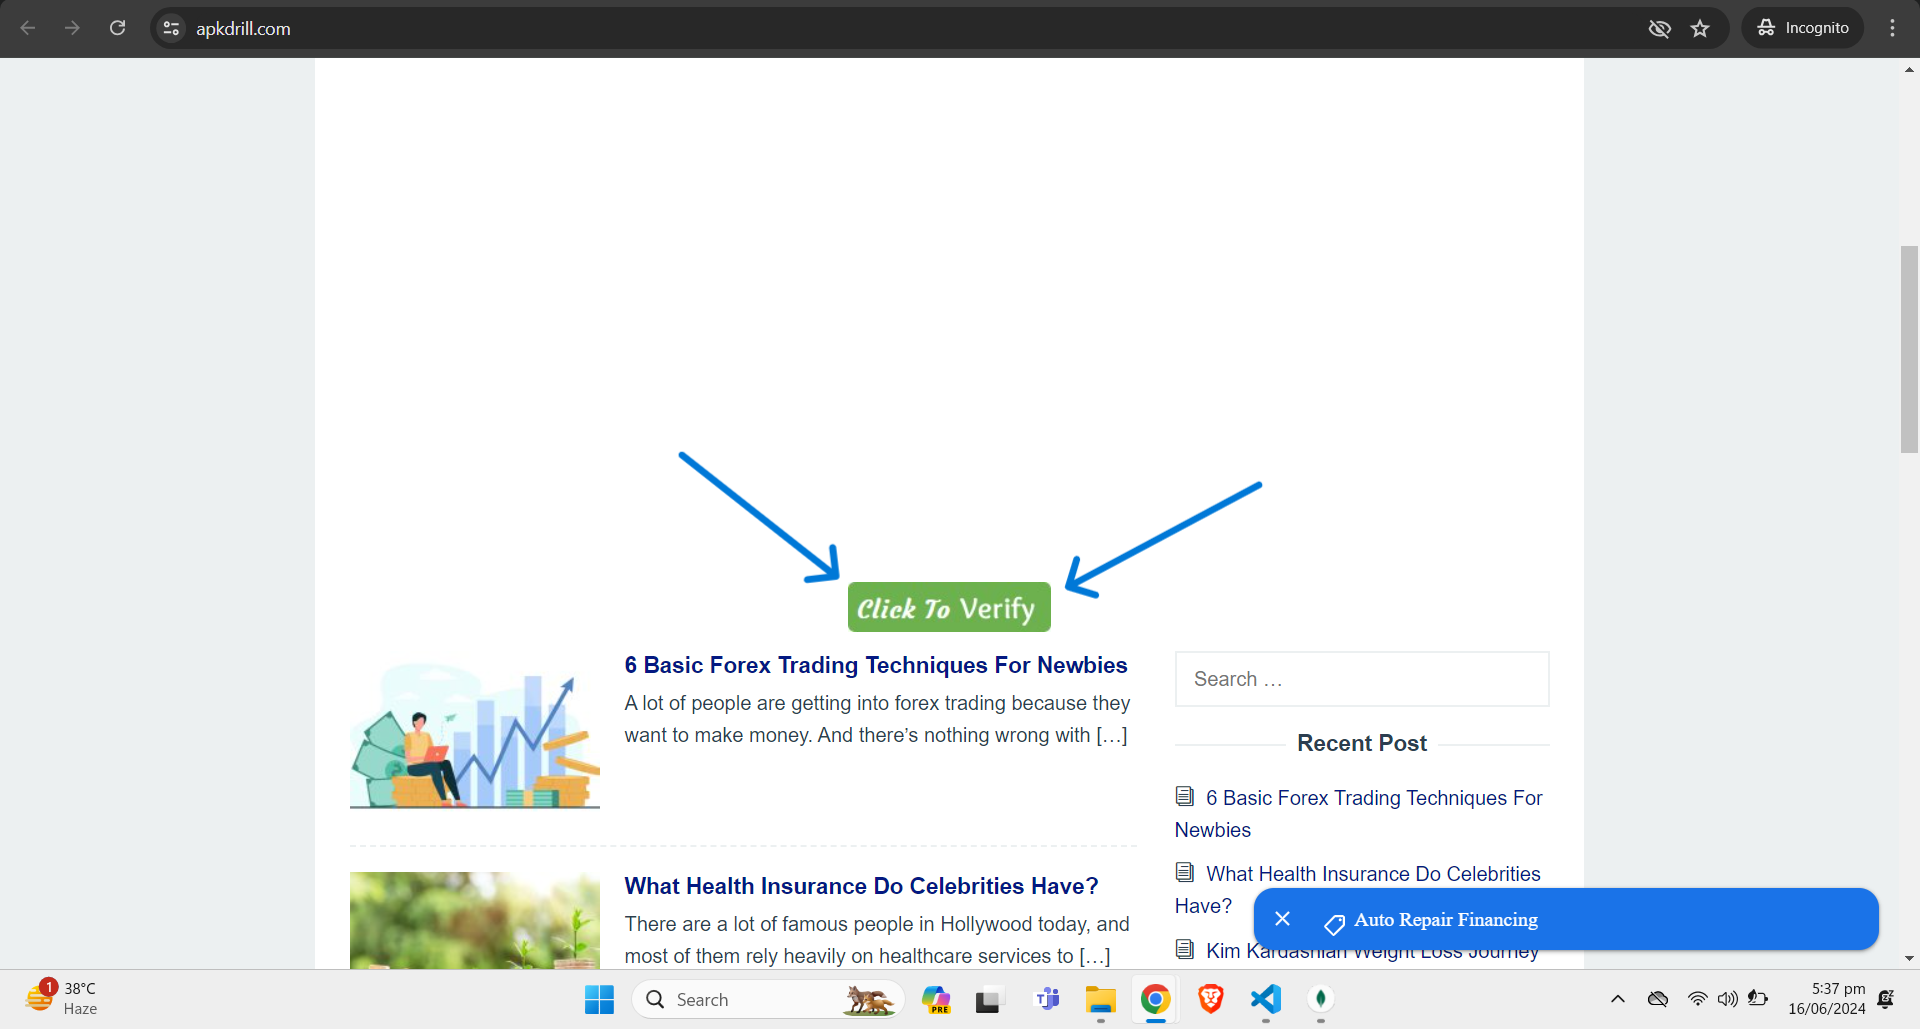 apkdrill.com
Incognito
Click To Verify
6 Basic Forex Trading Techniques For Newbies
A lot of people are getting into forex trading because they
want to make money. And there’s nothing wrong with […]
What Health Insurance Do Celebrities Have?
There are a lot of famous people in Hollywood today, and
most of them rely heavily on healthcare services to […]
Search …
Recent Post
6 Basic Forex Trading Techniques For
Newbies
What Health Insurance Do Celebrities
Have?
Kim Kardashian Weight Loss Journey
Auto Repair Financing
1
38°C
Haze
Search
PRE
5:37 pm
16/06/2024